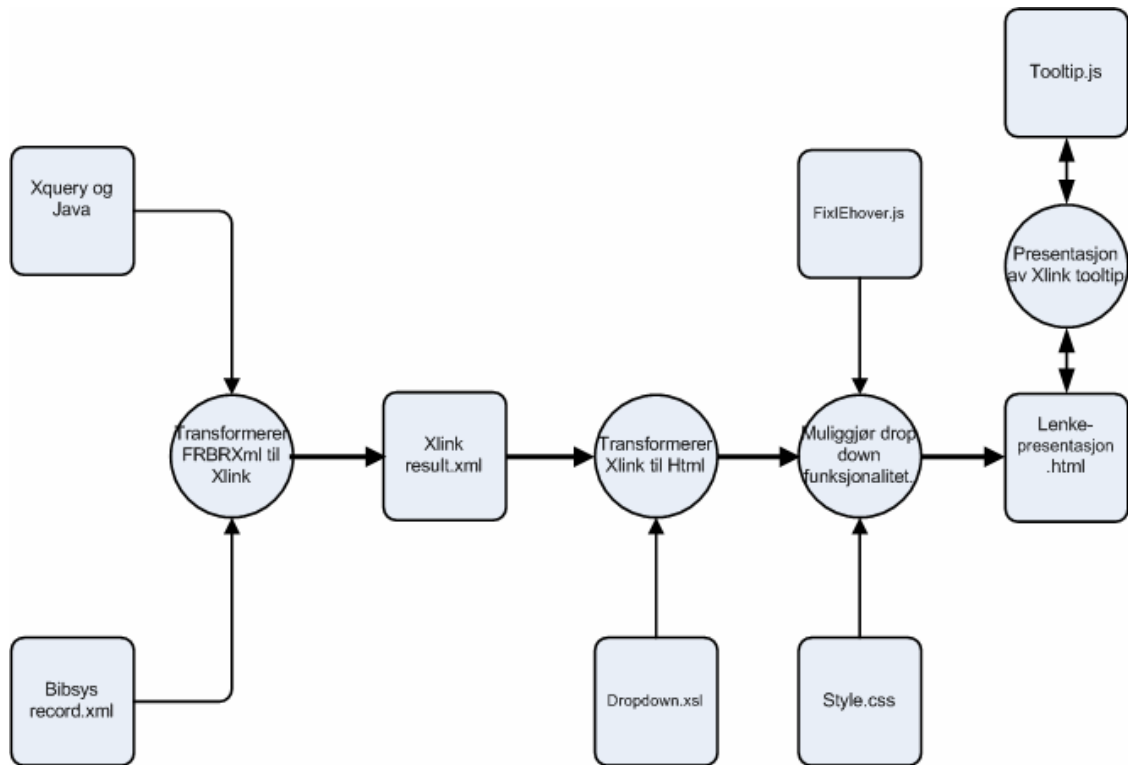 Tooltip.js
Xquery og
Java
FixIEhover.js
Presentasjon
av Xlink tooltip
Transformerer
FRBRXml til
Xlink
Xlink
result.xml
Transformerer
Xlink til Html
Muliggjør drop
down
funksjonalitet.
Lenke-
presentasjon
.html
Bibsys
record.xml
Dropdown.xsl
Style.css